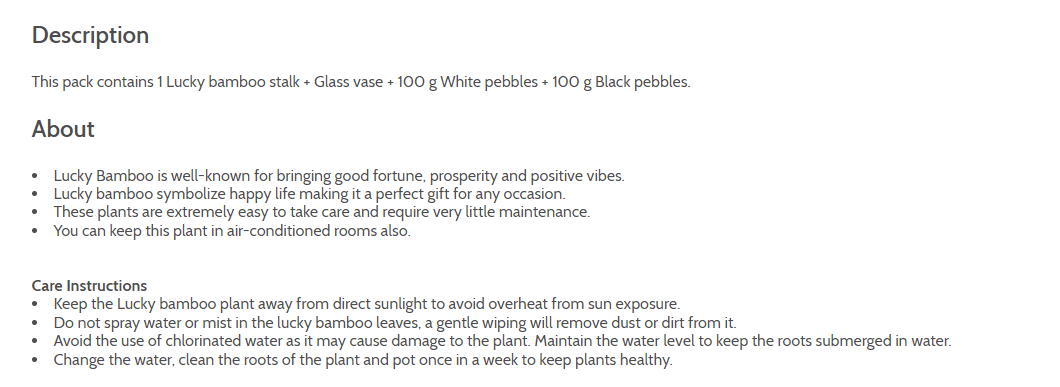 Description
This pack contains 1 Lucky bamboo stalk + Glass vase + 100 g White pebbles + 100 g Black pebbles.
About
• Lucky Bamboo is well-known for bringing good fortune, prosperity and positive vibes.
• Lucky bamboo symbolize happy life making it a perfect gift for any occasion.
• These plants are extremely easy to take care and require very little maintenance.
• You can keep this plant in air-conditioned rooms also.
Care Instructions
• Keep the Lucky bamboo plant away from direct sunlight to avoid overheat from sun exposure.
• Do not spray water or mist in the lucky bamboo leaves, a gentle wiping will remove dust or dirt from it.
• Avoid the use of chlorinated water as it may cause damage to the plant. Maintain the water level to keep the roots submerged in water.
• Change the water, clean the roots of the plant and pot once in a week to keep plants healthy.